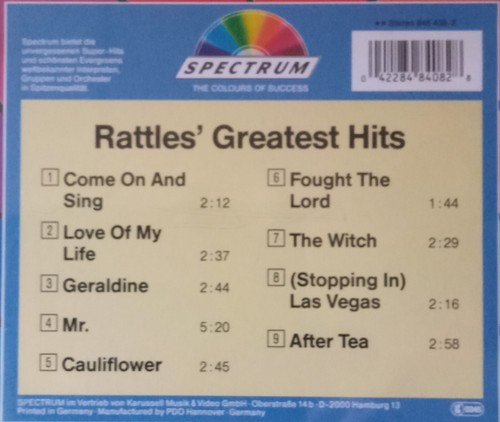 Spectrum bietet die
unvergessenen Super-Hits
und schönsten Evergreens
weltbekannter Interpreten,
Gruppen und Orchester
in Spitzenqualität.
SPECTRUM
THE COLOURS OF SUCCESS
Stereo
0 42284 84082 8
Rattles' Greatest Hits
1 Come On And
Sing 2:12
2 Love Of My
Life 2:37
3 Geraldine 2:44
4 Mr. 5:20
5 Cauliflower 2:45
6 Fought The
Lord 1:44
7 The Witch 2:29
8 (Stopping In)
Las Vegas 2:16
9 After Tea 2:58
SPECTRUM im Vertrieb von Karussell Musik & Video GmbH · Oberstraße 14 b · D-2000 Hamburg 13
Printed in Germany · Manufactured by PDO Hannover · Germany